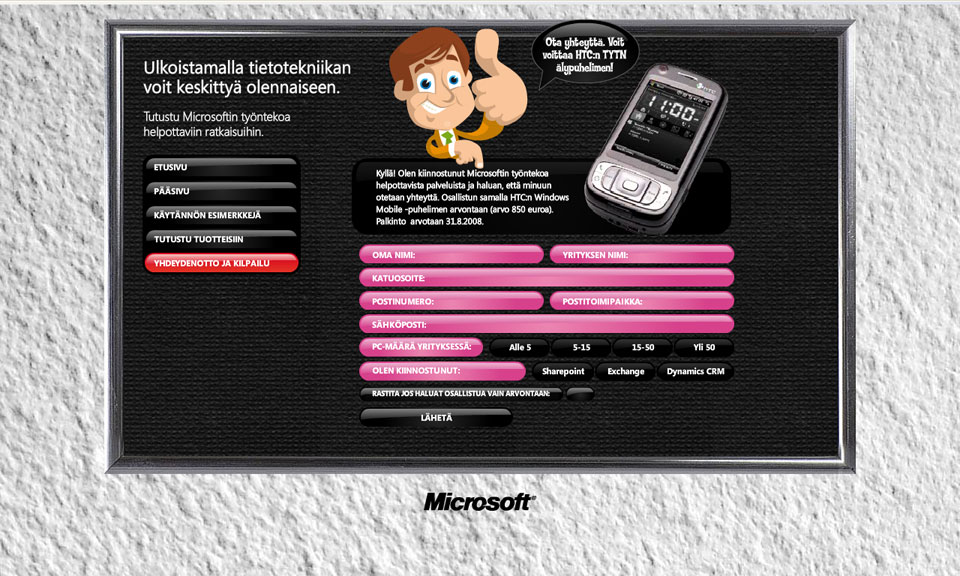 Ulkoistamalla tietotekniikan
voit keskittyä olennaiseen.
Tutustu Microsoftin työntekoa
helpottaviin ratkaisuihin.
ETUSIVU
PÄÄSIVU
KÄYTÄNNÖN ESIMERKKEJÄ
TUTUSTU TUOTTEISIIN
YHDEYDENOTTO JA KILPAILU
Ota yhteyttä. Voit
voittaa HTC:n TYTN
älypuhelimen!
11:00
Kyllä! Olen kiinnostunut Microsoftin työntekoa
helpottavista palveluista ja haluan, että minuun
otetaan yhteyttä. Osallistun samalla HTC:n Windows
Mobile -puhelimen arvontaan (arvo 850 euroa).
Palkinto arvotaan 31.8.2008.
OMA NIMI: YRITYKSEN NIMI:
KATUOSOITE:
POSTINUMERO: POSTITOIMIPAIKKA:
SÄHKÖPOSTI:
PC-MÄÄRÄ YRITYKSESSÄ: Alle 5 5-15 15-50 Yli 50
OLEN KIINNOSTUNUT: Sharepoint Exchange Dynamics CRM
RASTITA JOS HALUAT OSALLISTUA VAIN ARVONTAAN:
LÄHETÄ
Microsoft®